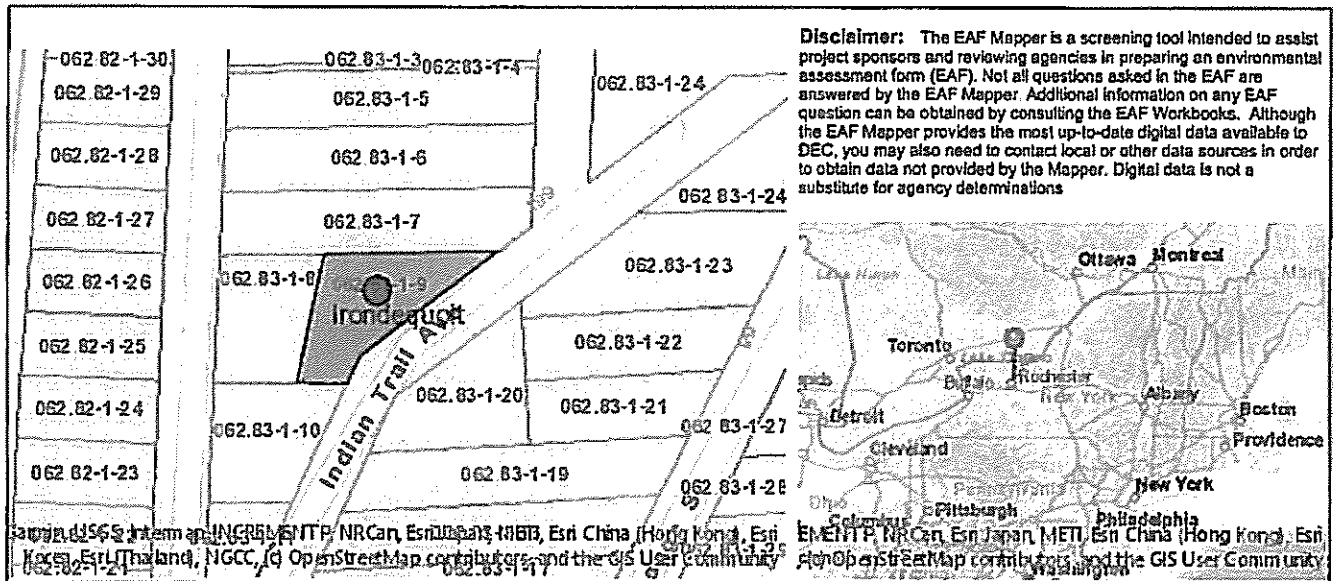 Disclaimer: The EAF Mapper is a screening tool intended to assist
project sponsors and reviewing agencies in preparing an environmental
assessment form (EAF). Not all questions asked in the EAF are
answered by the EAF Mapper. Additional information on any EAF
question can be obtained by consulting the EAF Workbooks. Although
the EAF Mapper provides the most up-to-date digital data available to
DEC, you may also need to contact local or other data sources in order
to obtain data not provided by the Mapper. Digital data is not a
substitute for agency determinations
062.82-1-30
062.82-1-29
062.82-1-28
062.82-1-27
062.82-1-26
062.82-1-25
062.82-1-24
062.82-1-23
062.83-1-3
062.83-1-4
062.83-1-5
062.83-1-6
062.83-1-7
062.83-1-8
Irondequoit
062.83-1-10
Indian Trail
062.83-1-24
062.83-1-24
062.83-1-23
062.83-1-22
062.83-1-21
062.83-1-20
062.83-1-27
062.83-1-19
062.83-1-28
NRCan, Esri China (Hong Kong), Esri
(Thailand), NGCC, (c) OpenStreetMap contributors, and the GIS User Community
Ottawa
Montreal
Toronto
Buffalo
Rochester
New York
Albany
Boston
Detroit
Providence
Cleveland
Pennsylvania
New York
Pittsburgh
Columbus
Philadelphia
NRCan, Esri Japan, METI, Esri China (Hong Kong), Esri
OpenStreetMap contributors, and the GIS User Community
Washington